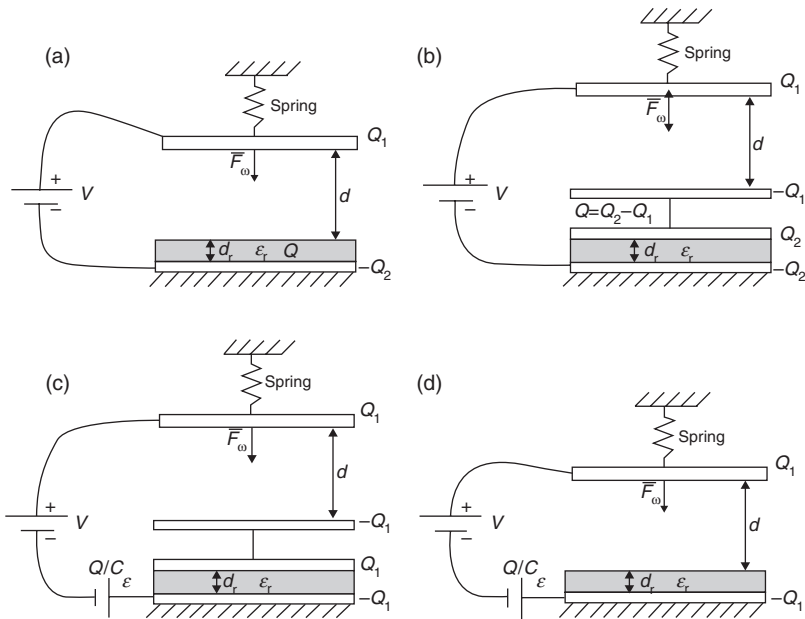 (a)
Spring
Q₁
F̅ω
+
V
−
d
dᵣ εᵣ Q
−Q₂
(b)
Spring
Q₁
F̅ω
+
V
−
d
−Q₁
Q=Q₂−Q₁
Q₂
dᵣ εᵣ
−Q₂
(c)
Spring
Q₁
F̅ω
+
V
−
d
−Q₁
Q/C
ε
Q₁
dᵣ εᵣ
−Q₁
(d)
Spring
Q₁
F̅ω
+
V
−
d
Q/C
ε
dᵣ εᵣ
−Q₁